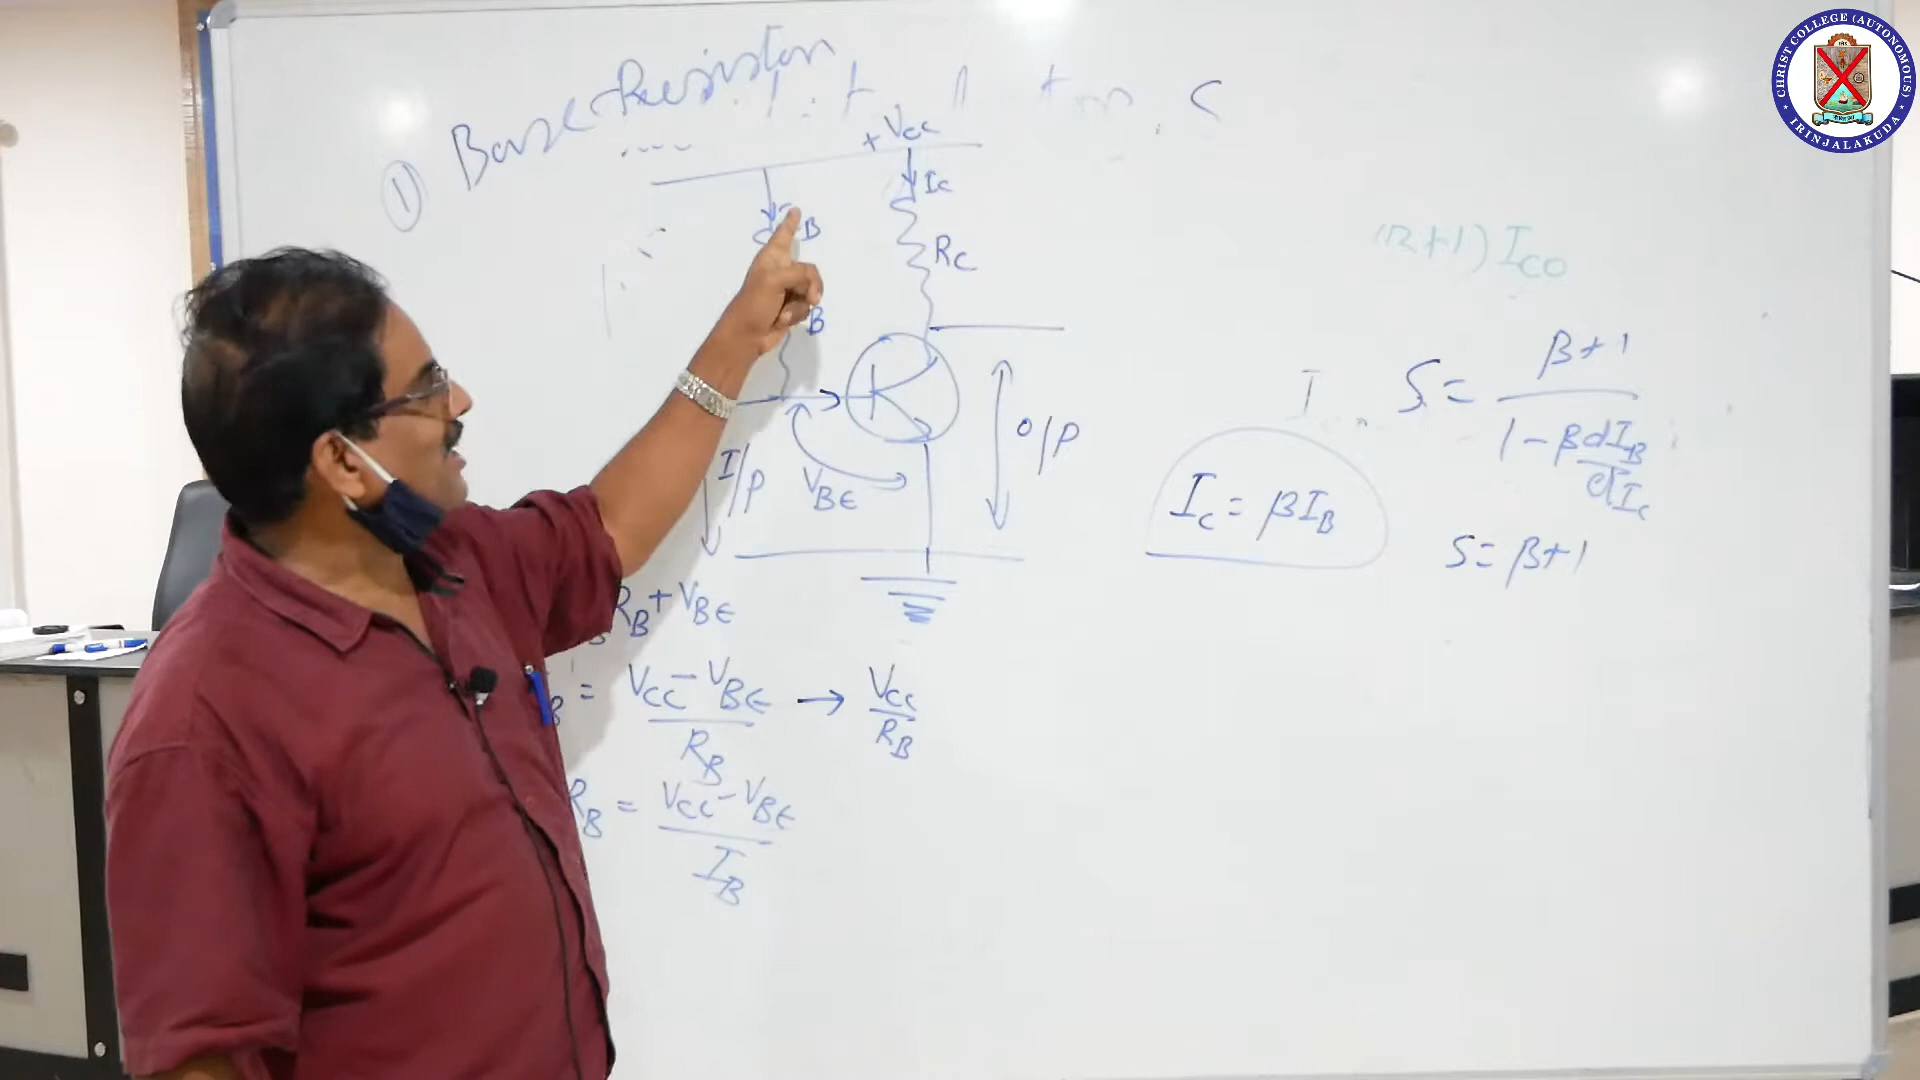 ① Base Resistor
+ Vcc
Ic
B
Rc
B
I/P
VBE
O/P
RB + VBE
B = VCC - VBE / RB → VCC / RB
RB = VCC - VBE / IB
+1) ICO
S = β+1 / 1 - β dIB / dIC
IC = βIB
S = β+1
CHRIST COLLEGE (AUTONOMOUS)
IRINJALAKUDA